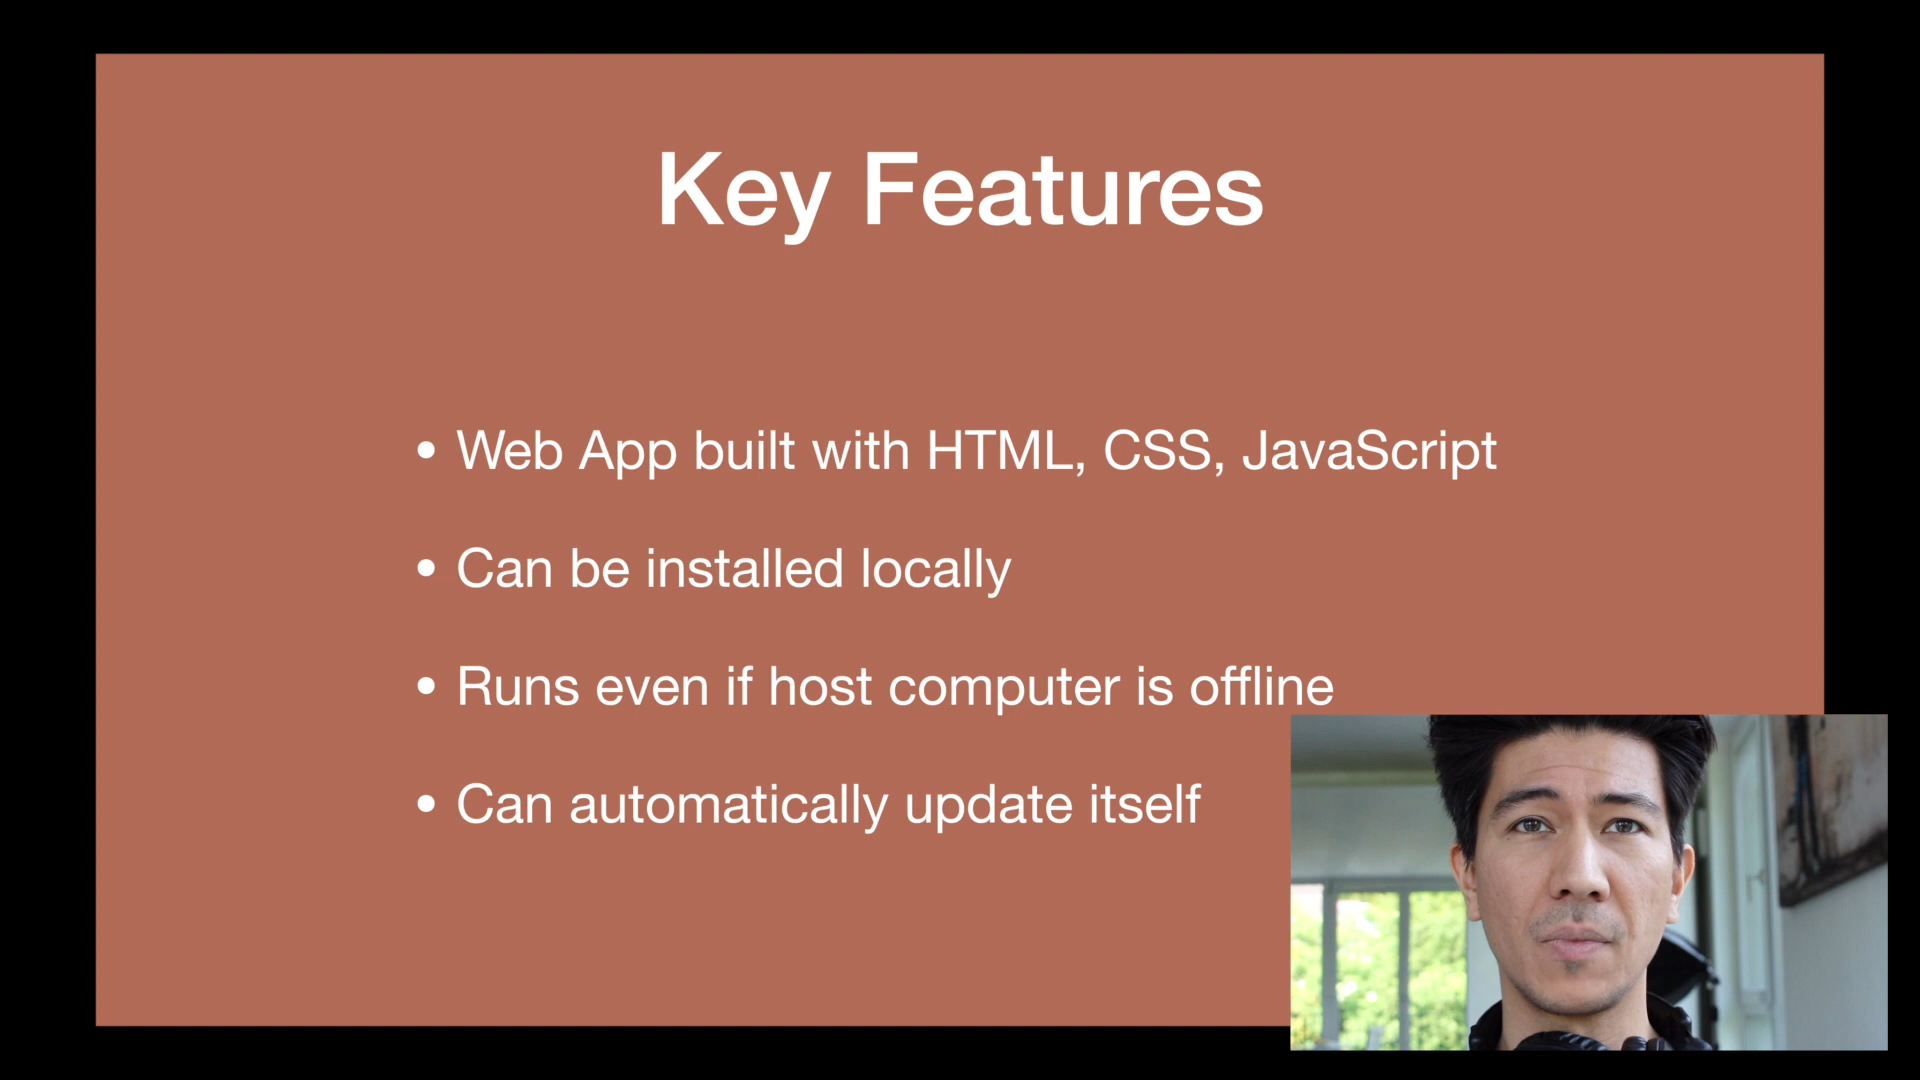 Key Features
• Web App built with HTML, CSS, JavaScript
• Can be installed locally
• Runs even if host computer is offline
• Can automatically update itself